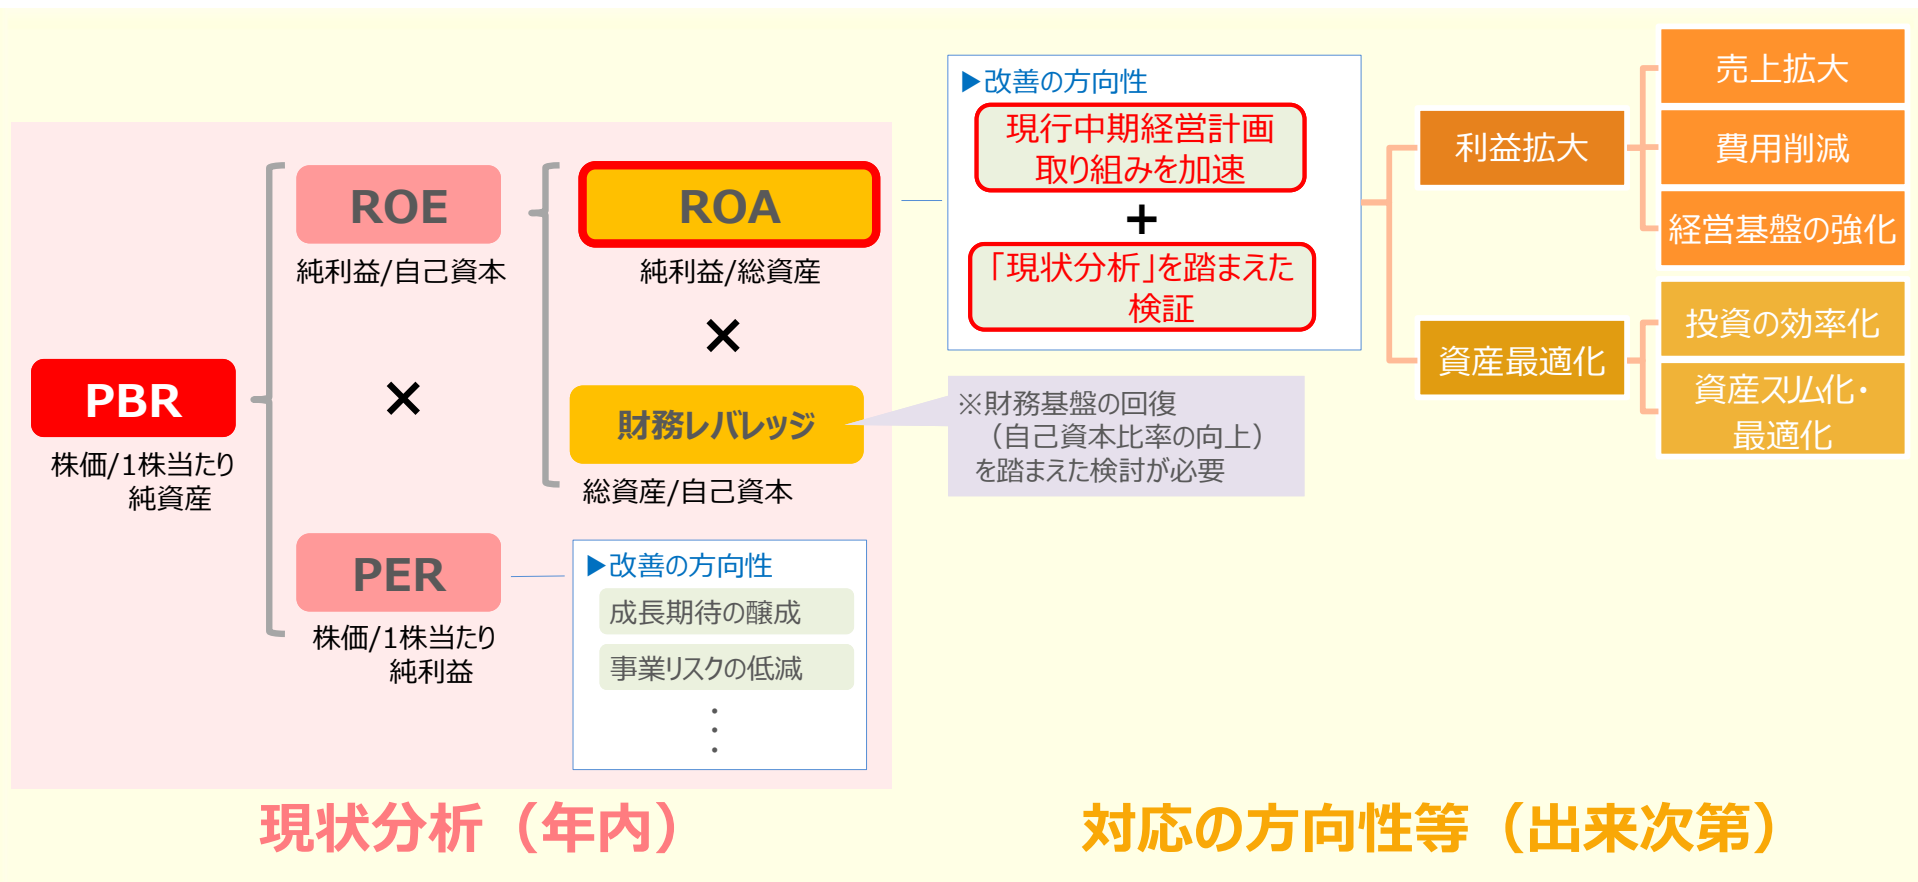 PBR
株価/1株当たり
純資産
ROE
純利益/自己資本
×
PER
株価/1株当たり
純利益
ROA
純利益/総資産
×
財務レバレッジ
総資産/自己資本
▶改善の方向性
成長期待の醸成
事業リスクの低減
・
・
・
▶改善の方向性
現行中期経営計画
取り組みを加速
+
「現状分析」を踏まえた
検証
※財務基盤の回復
（自己資本比率の向上）
を踏まえた検討が必要
利益拡大
売上拡大
費用削減
経営基盤の強化
資産最適化
投資の効率化
資産スリム化・
最適化
現状分析（年内）
対応の方向性等（出来次第）